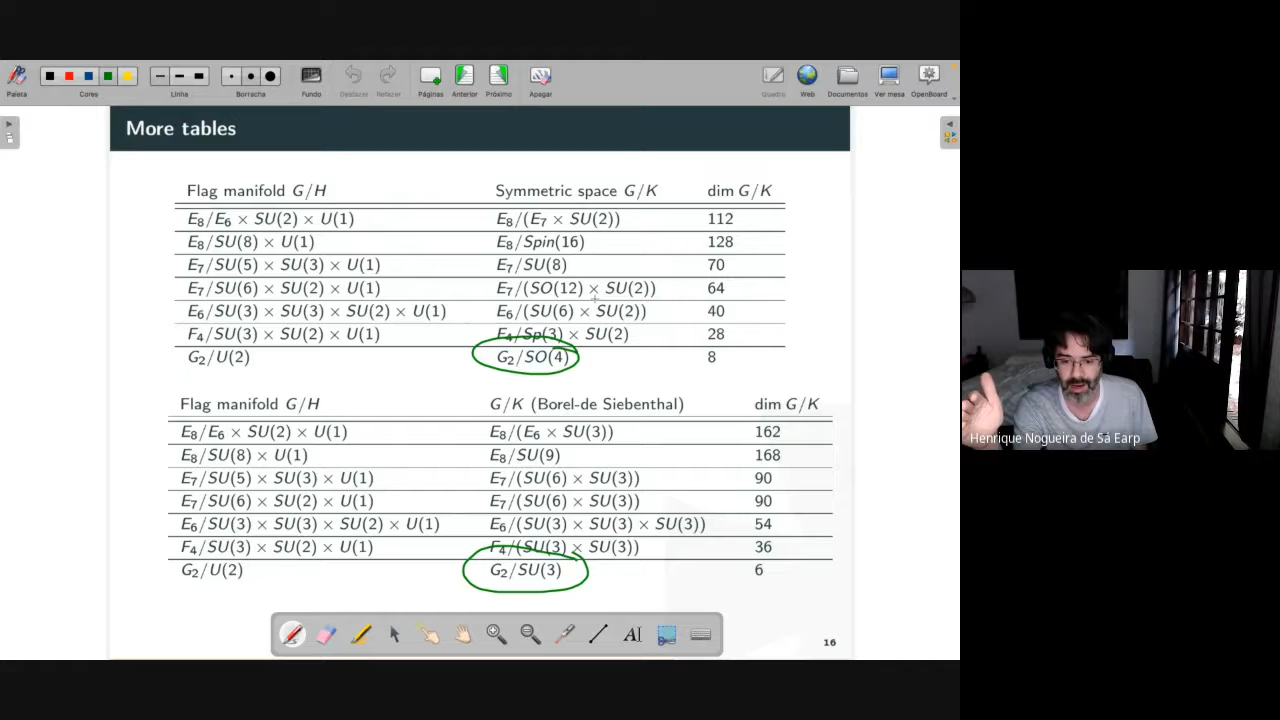 Paleta Cores Linha Borracha Fundo Desfazer Refazer Páginas Anterior Próximo Apagar Quadro Web Documentos Ver mesa OpenBoard
More tables
Flag manifold G/H Symmetric space G/K dim G/K
E₈/E₆ × SU(2) × U(1) E₈/(E₇ × SU(2)) 112
E₈/SU(8) × U(1) E₈/Spin(16) 128
E₇/SU(5) × SU(3) × U(1) E₇/SU(8) 70
E₇/SU(6) × SU(2) × U(1) E₇/(SO(12) × SU(2)) 64
E₆/SU(3) × SU(3) × SU(2) × U(1) E₆/(SU(6) × SU(2)) 40
F₄/SU(3) × SU(2) × U(1) F₄/Sp(3) × SU(2) 28
G₂/U(2) G₂/SO(4) 8
Flag manifold G/H G/K (Borel-de Siebenthal) dim G/K
E₈/E₆ × SU(2) × U(1) E₈/(E₆ × SU(3)) 162
E₈/SU(8) × U(1) E₈/SU(9) 168
E₇/SU(5) × SU(3) × U(1) E₇/(SU(6) × SU(3)) 90
E₇/SU(6) × SU(2) × U(1) E₇/(SU(6) × SU(3)) 90
E₆/SU(3) × SU(3) × SU(2) × U(1) E₆/(SU(3) × SU(3) × SU(3)) 54
F₄/SU(3) × SU(2) × U(1) F₄/(SU(3) × SU(3)) 36
G₂/U(2) G₂/SU(3) 6
AI
16
Henrique Nogueira de Sá Earp